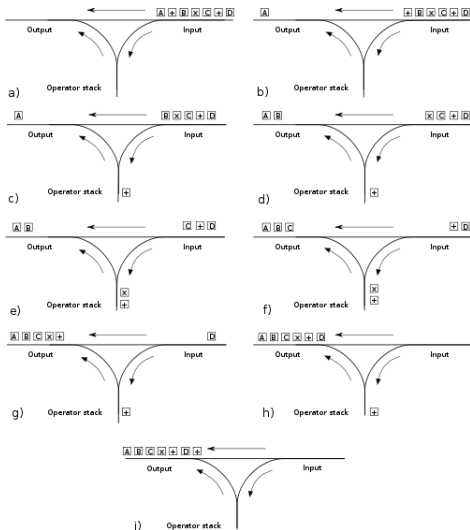 A + B x C + D
Output Input
Operator stack
a)
A + B x C + D
Output Input
Operator stack
b)
A B x C + D
Output Input
Operator stack +
c)
A B x C + D
Output Input
Operator stack +
d)
A B C + D
Output Input
x
Operator stack +
e)
A B C + D
Output Input
x
Operator stack +
f)
A B C x + D
Output Input
Operator stack +
g)
A B C x + D
Output Input
Operator stack +
h)
A B C x + D +
Output Input
Operator stack
i)